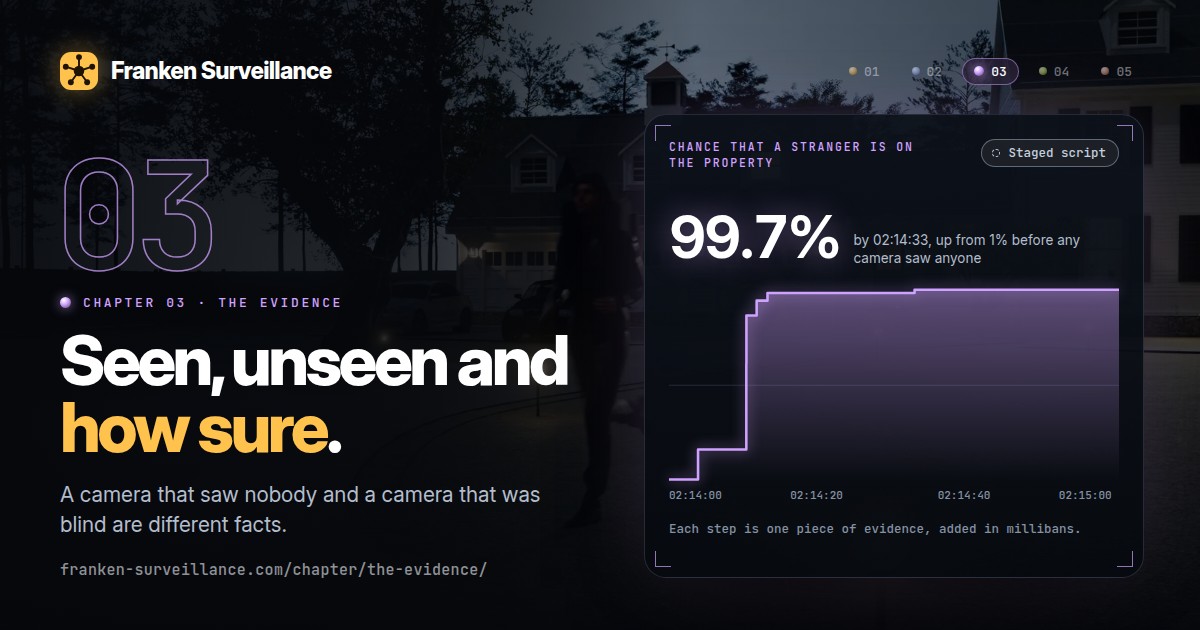 Franken Surveillance
01
02
03
04
05
03
CHAPTER 03 · THE EVIDENCE
Seen, unseen and
how sure.
A camera that saw nobody and a camera that was
blind are different facts.
franken-surveillance.com/chapter/the-evidence/
CHANCE THAT A STRANGER IS ON
THE PROPERTY
Staged script
99.7%
by 02:14:33, up from 1% before any
camera saw anyone
02:14:00
02:14:20
02:14:40
02:15:00
Each step is one piece of evidence, added in millibans.